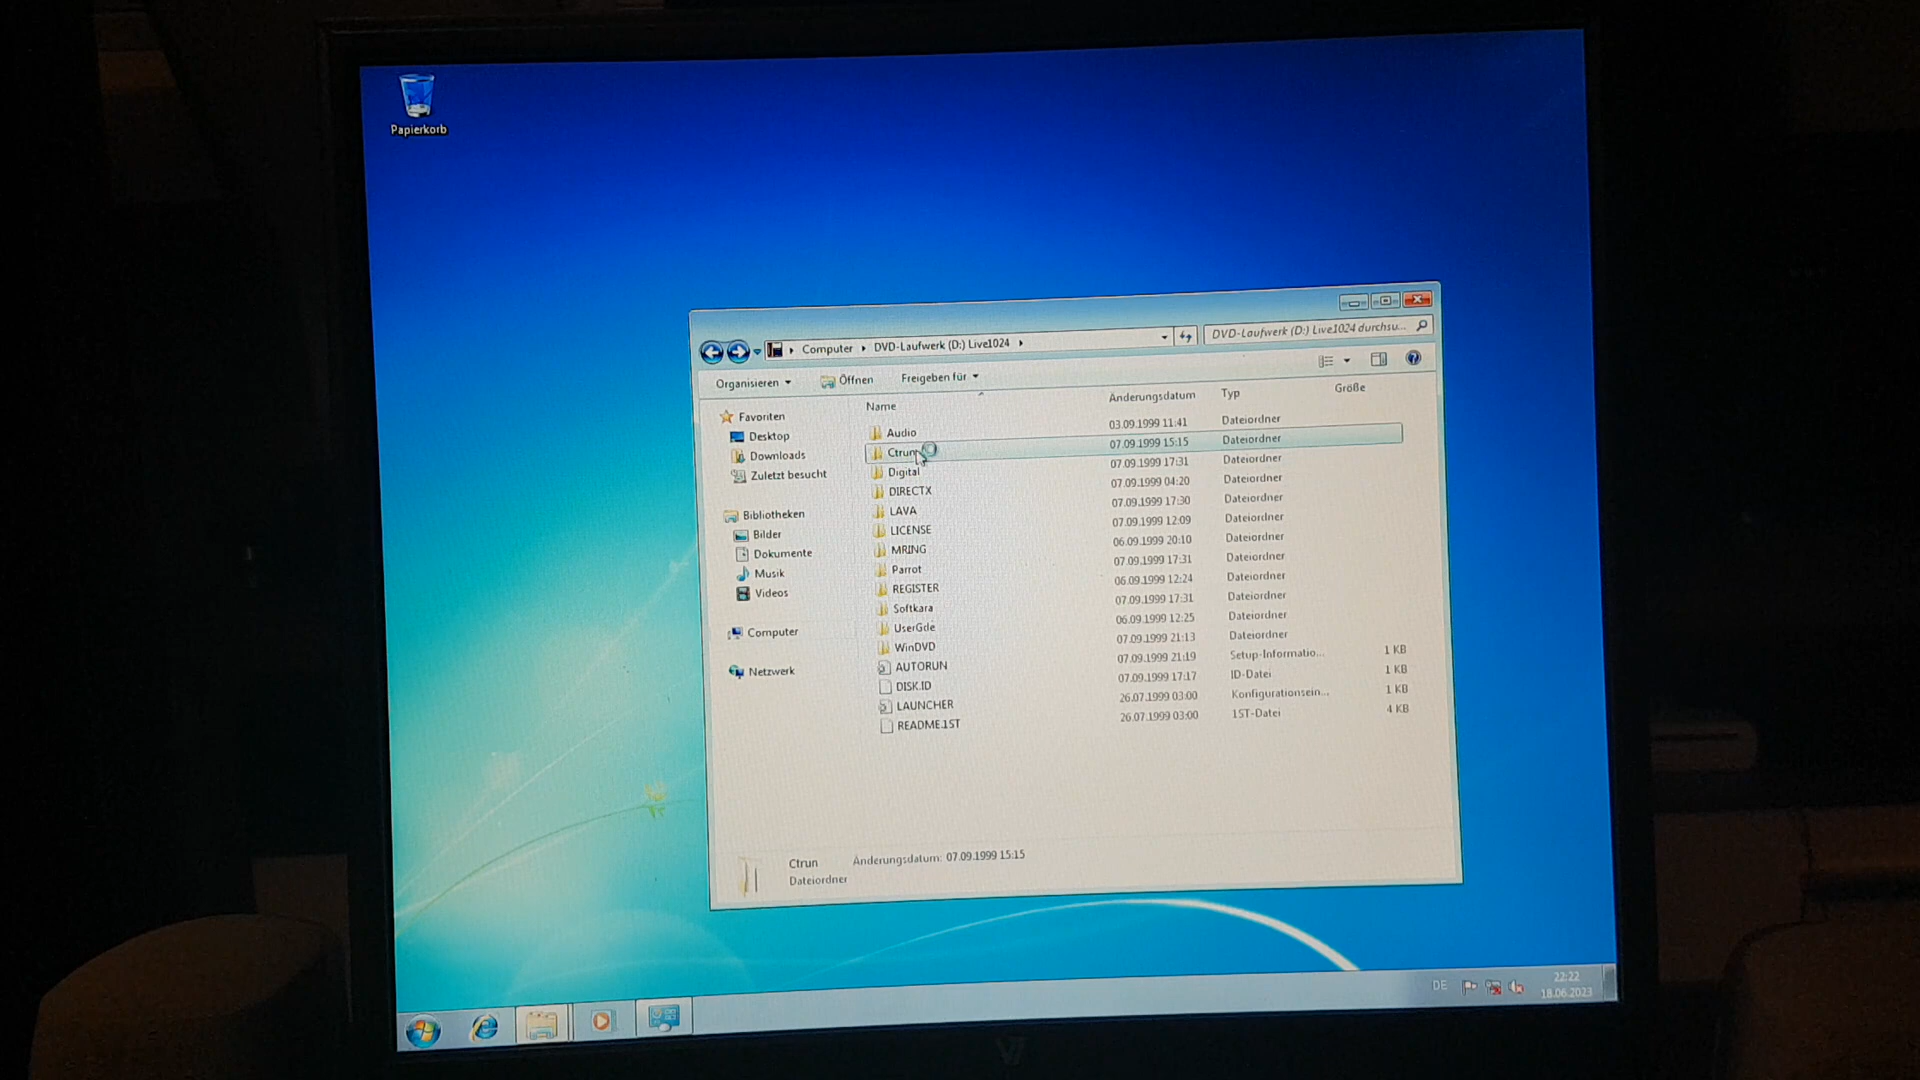 Papierkorb
Computer DVD-Laufwerk (D:) Live1024
DVD-Laufwerk (D:) Live1024 durchsu...
Organisieren Öffnen Freigeben für
Name Änderungsdatum Typ Größe
Favoriten
Desktop
Downloads
Zuletzt besucht
Bibliotheken
Bilder
Dokumente
Musik
Videos
Computer
Netzwerk
Audio 03.09.1999 11:41 Dateiordner
Ctrun 07.09.1999 15:15 Dateiordner
Digital 07.09.1999 17:31 Dateiordner
DIRECTX 07.09.1999 04:20 Dateiordner
LAVA 07.09.1999 17:30 Dateiordner
LICENSE 07.09.1999 12:09 Dateiordner
MRING 06.09.1999 20:10 Dateiordner
Parrot 07.09.1999 17:31 Dateiordner
REGISTER 06.09.1999 12:24 Dateiordner
Softkara 07.09.1999 17:31 Dateiordner
UserGde 06.09.1999 12:25 Dateiordner
WinDVD 07.09.1999 21:13 Dateiordner
AUTORUN 07.09.1999 21:19 Setup-Informatio... 1 KB
DISK.ID 07.09.1999 17:17 ID-Datei 1 KB
LAUNCHER 26.07.1999 03:00 Konfigurationsein... 1 KB
README.1ST 26.07.1999 03:00 1ST-Datei 4 KB
Ctrun Änderungsdatum: 07.09.1999 15:15
Dateiordner
DE
22:22
18.06.2023